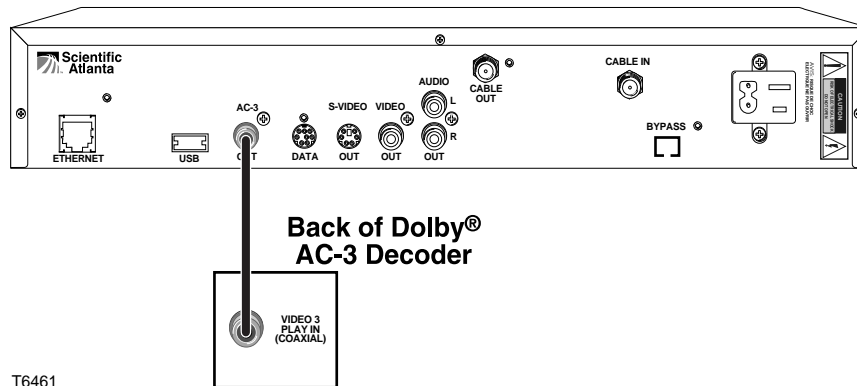 Scientific
Atlanta
ETHERNET
USB
AC-3
OUT
DATA
S-VIDEO
OUT
VIDEO
OUT
AUDIO
L
R
OUT
CABLE
OUT
CABLE IN
BYPASS
CAUTION
Back of Dolby®
AC-3 Decoder
VIDEO 3
PLAY IN
(COAXIAL)
T6461